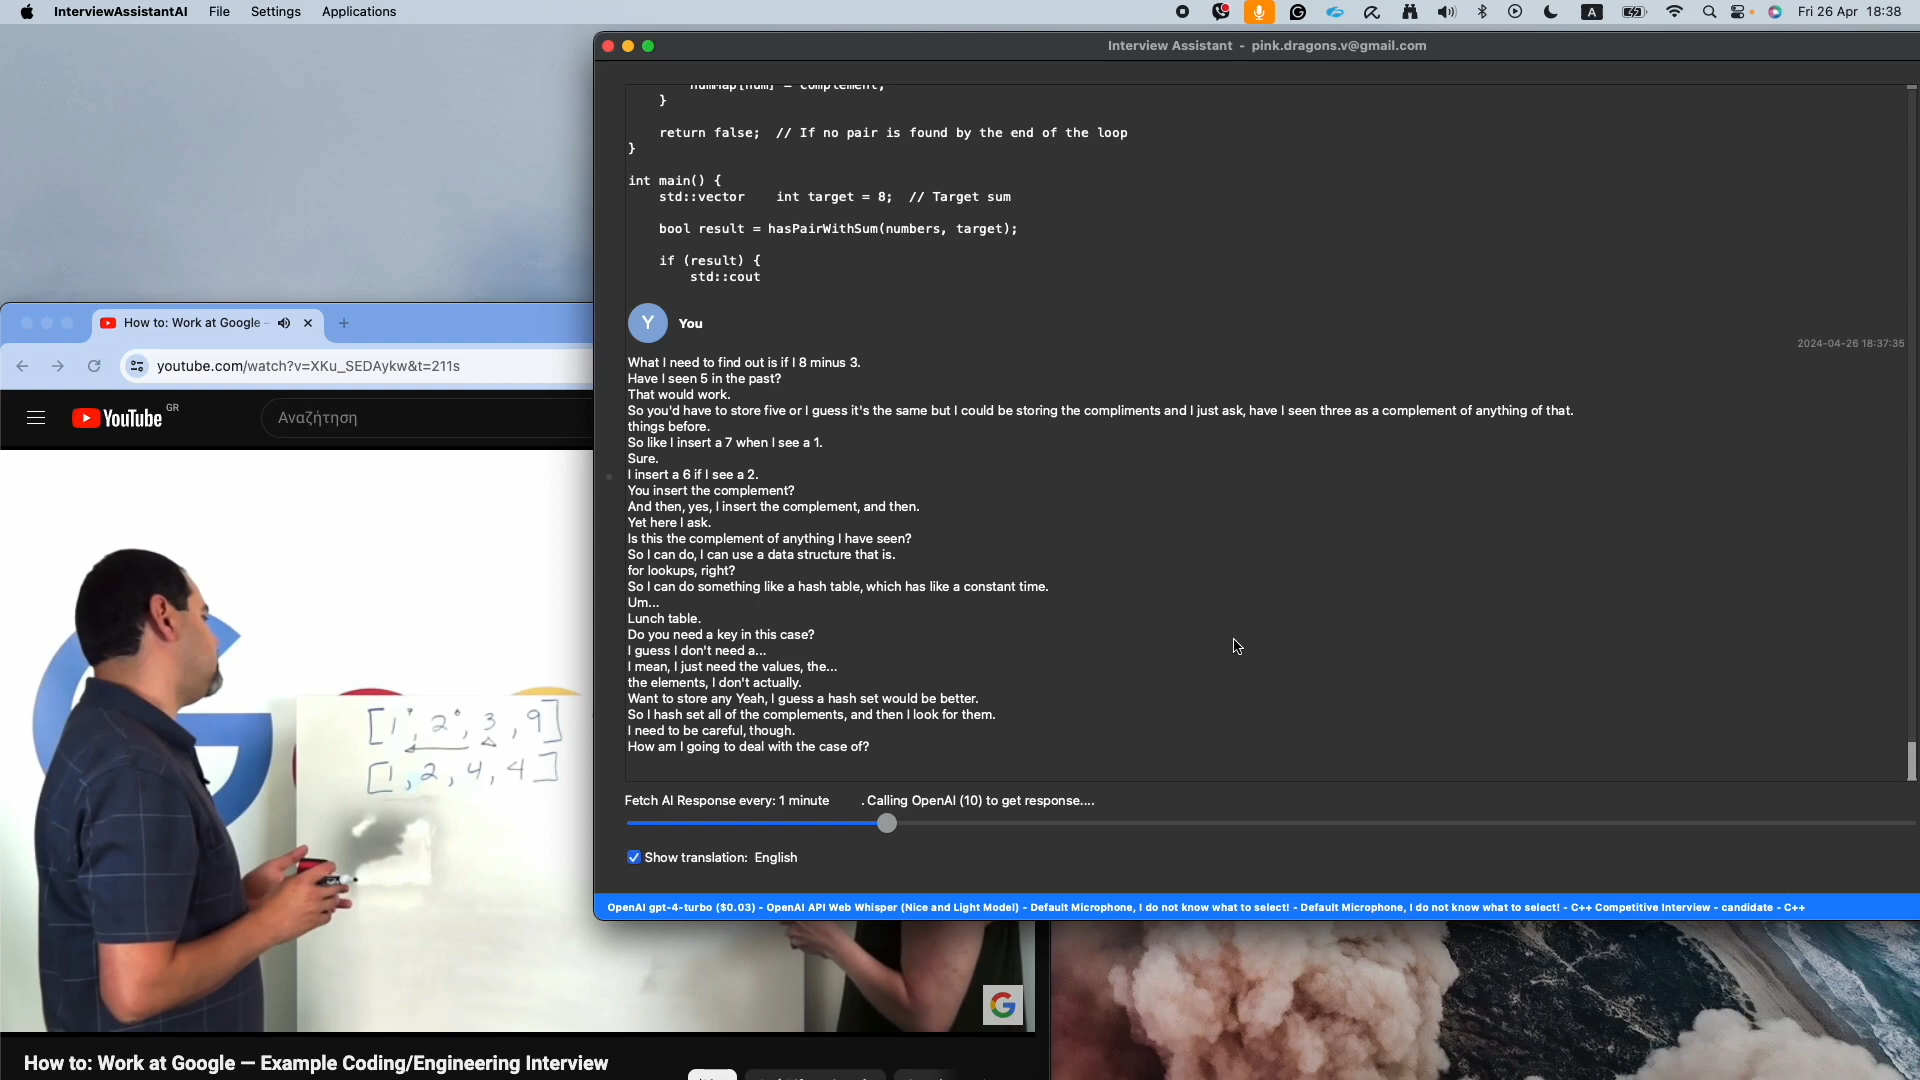 InterviewAssistantAI File Settings Applications
A
Fri 26 Apr 18:38
Interview Assistant - pink.dragons.v@gmail.com
}
return false; // If no pair is found by the end of the loop
}
int main() {
std::vector int target = 8; // Target sum
bool result = hasPairWithSum(numbers, target);
if (result) {
std::cout
Y You
2024-04-26 18:37:35
What I need to find out is if I 8 minus 3.
Have I seen 5 in the past?
That would work.
So you'd have to store five or I guess it's the same but I could be storing the compliments and I just ask, have I seen three as a complement of anything of that.
things before.
So like I insert a 7 when I see a 1.
Sure.
I insert a 6 if I see a 2.
You insert the complement?
And then, yes, I insert the complement, and then.
Yet here I ask.
Is this the complement of anything I have seen?
So I can do, I can use a data structure that is.
for lookups, right?
So I can do something like a hash table, which has like a constant time.
Um...
Lunch table.
Do you need a key in this case?
I guess I don't need a...
I mean, I just need the values, the...
the elements, I don't actually.
Want to store any Yeah, I guess a hash set would be better.
So I hash set all of the complements, and then I look for them.
I need to be careful, though.
How am I going to deal with the case of?
Fetch AI Response every: 1 minute . Calling OpenAI (10) to get response....
Show translation: English
OpenAI gpt-4-turbo ($0.03) - OpenAI API Web Whisper (Nice and Light Model) - Default Microphone, I do not know what to select! - Default Microphone, I do not know what to select! - C++ Competitive Interview - candidate - C++
How to: Work at Google -
youtube.com/watch?v=XKu_SEDAykw&t=211s
YouTube GR
Αναζήτηση
[1, 2, 3, 9]
[1, 2, 4, 4]
G
How to: Work at Google — Example Coding/Engineering Interview